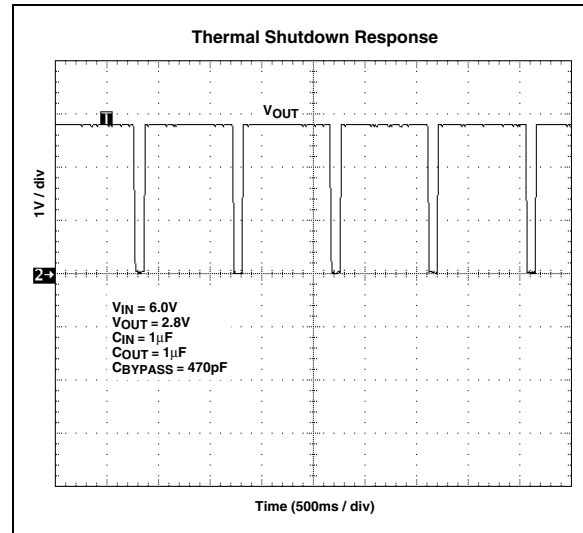 Thermal Shutdown Response
VOUT
1V / div
2→
VIN = 6.0V
VOUT = 2.8V
CIN = 1µF
COUT = 1µF
CBYPASS = 470pF
Time (500ms / div)